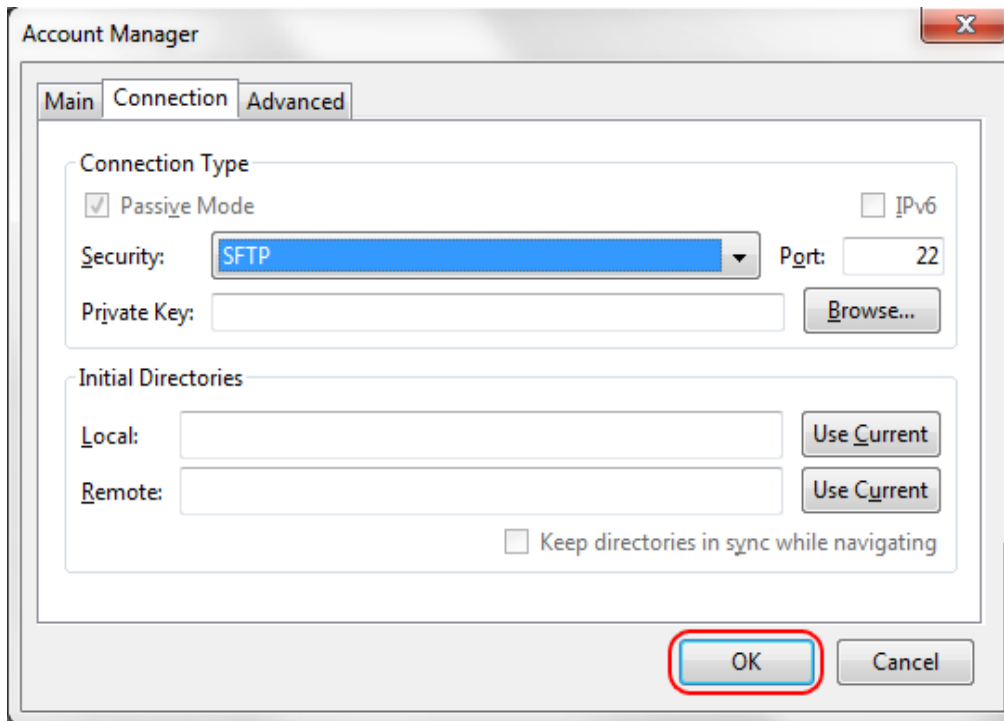 Account Manager
Main Connection Advanced
Connection Type
Passive Mode IPv6
Security: SFTP Port: 22
Private Key: Browse...
Initial Directories
Local: Use Current
Remote: Use Current
Keep directories in sync while navigating
OK Cancel